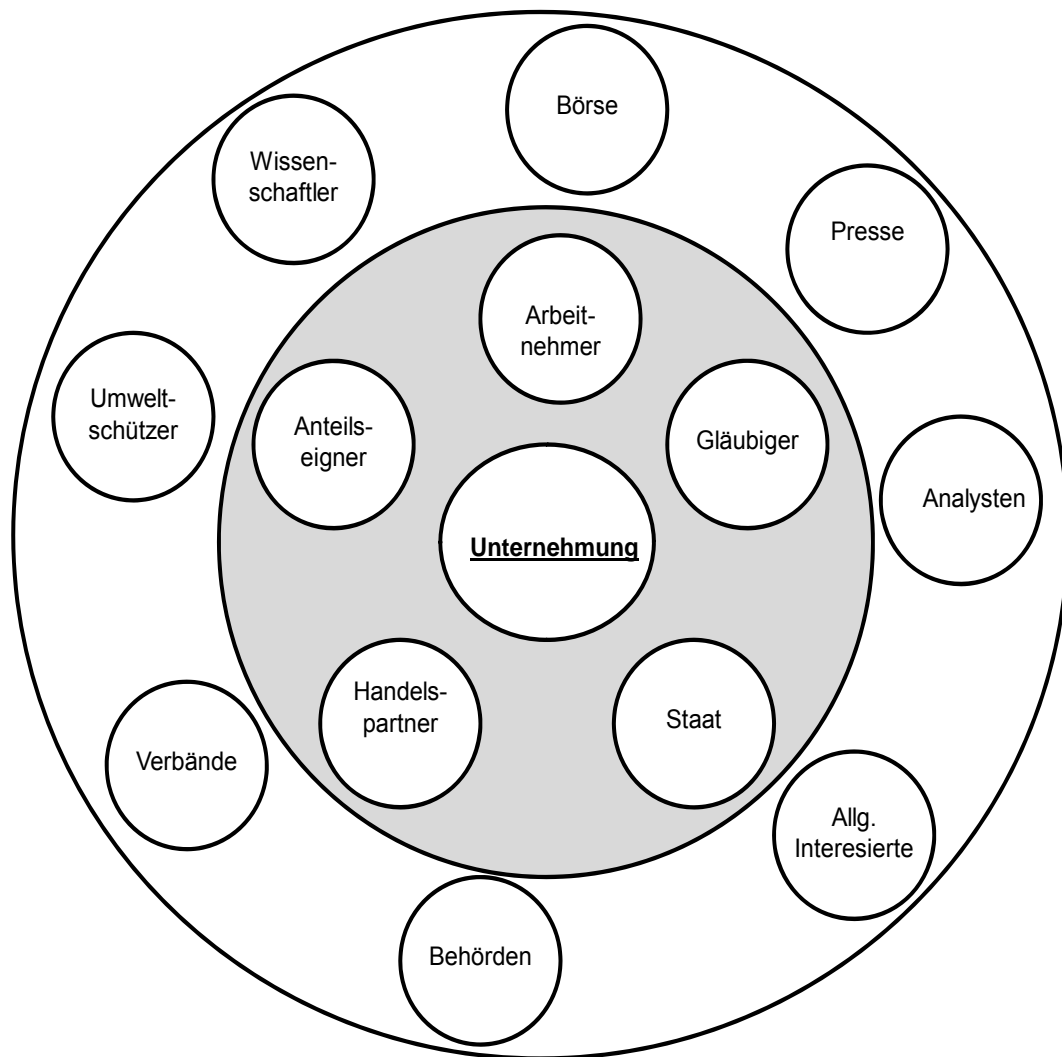 Börse
Wissen-
schaftler
Presse
Arbeit-
nehmer
Umwelt-
schützer
Anteils-
eigner
Gläubiger
Analysten
Unternehmung
Handels-
partner
Staat
Verbände
Allg.
Interessierte
Behörden